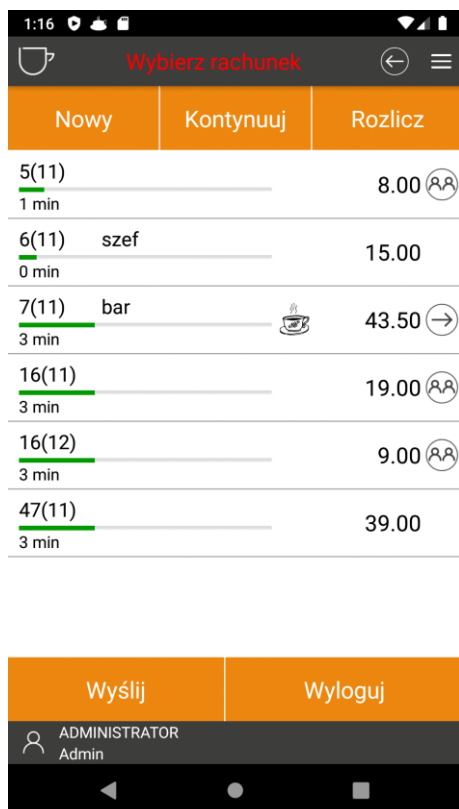 1:16
Wybierz rachunek
Nowy Kontynuuj Rozlicz
5(11)
8.00
1 min
6(11) szef
15.00
0 min
7(11) bar
43.50
3 min
16(11)
19.00
3 min
16(12)
9.00
3 min
47(11)
39.00
3 min
Wyślij Wyloguj
ADMINISTRATOR
Admin